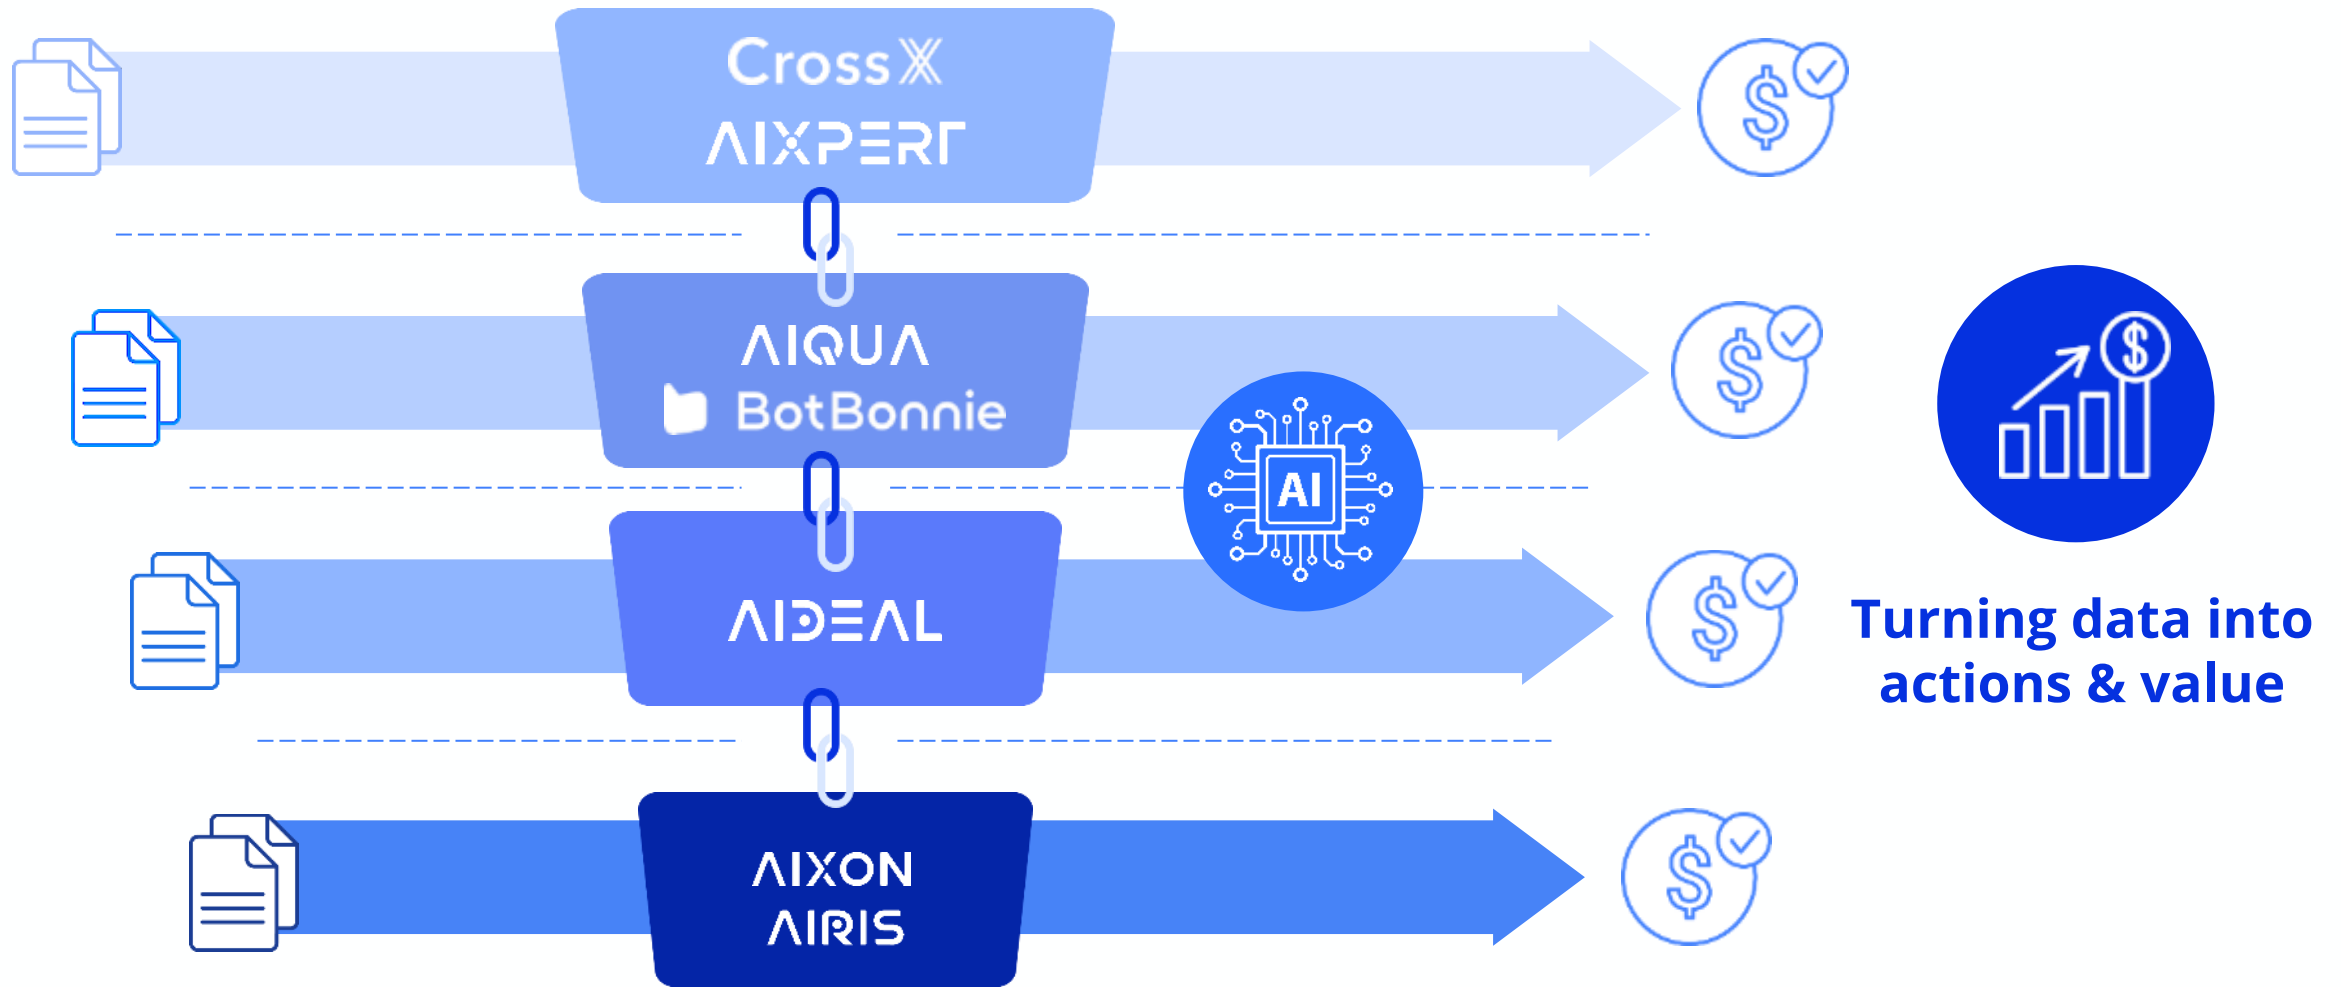 CrossX
AIXPERT
AIQUA
BotBonnie
AI
AIDEAL
Turning data into
actions & value
AIXON
AIRIS